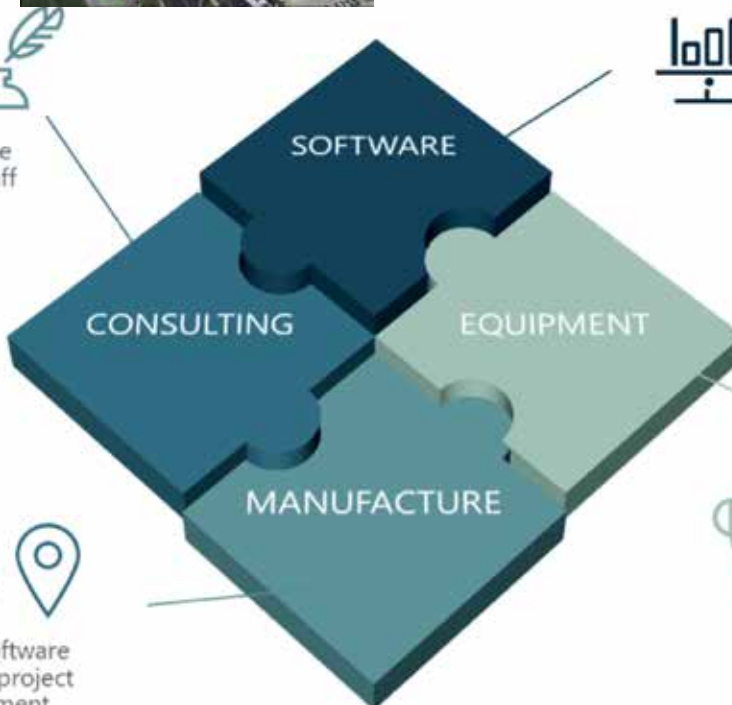 SOFTWARE
CONSULTING
EQUIPMENT
MANUFACTURE
project